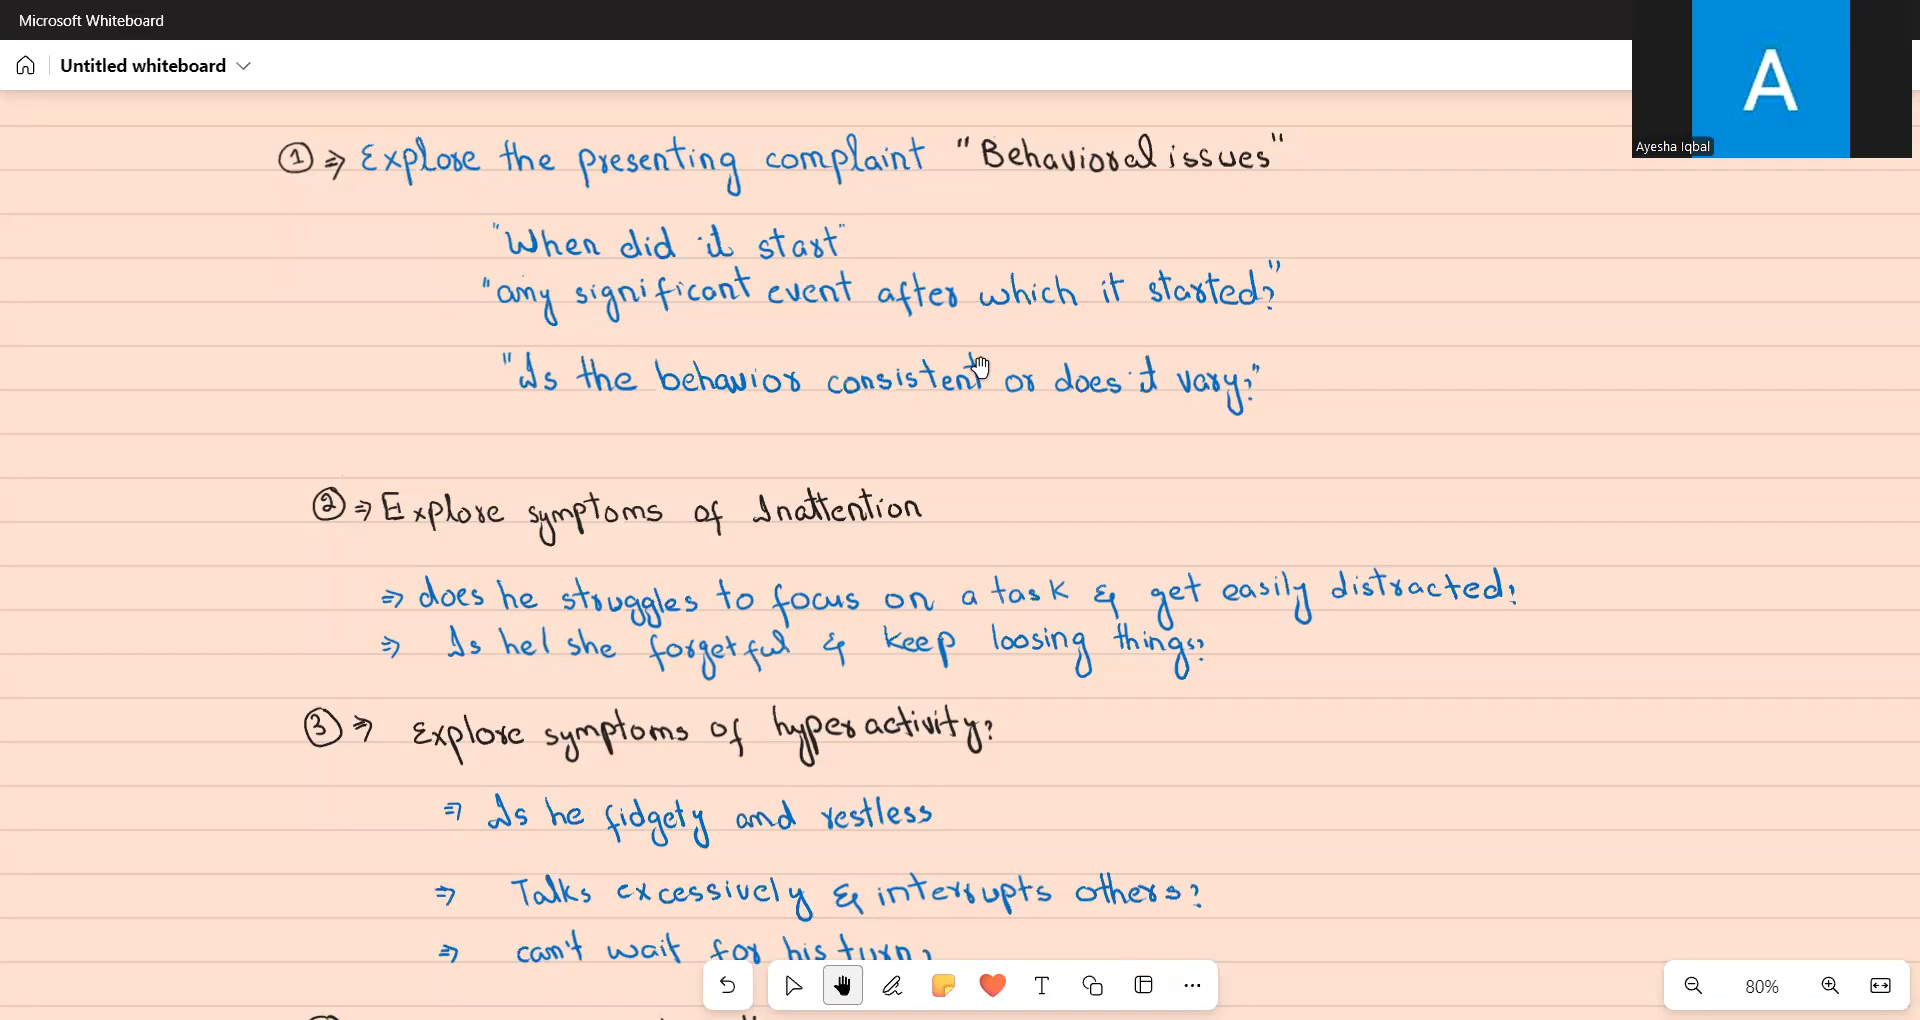 Microsoft Whiteboard
Untitled whiteboard
A
Ayesha Iqbal
① ⇒ Explore the presenting complaint "Behavioral issues"
"When did it start"
"any significant event after which it started?"
"Is the behavior consistent or does it vary?"
② ⇒ Explore symptoms of Inattention
⇒ does he struggles to focus on a task & get easily distracted?
⇒ Is he/she forgetful & keep loosing things?
③ ⇒ Explore symptoms of hyperactivity?
⇒ Is he fidgety and restless
⇒ Talks excessively & interrupts others?
⇒ can't wait for his turn?
80%